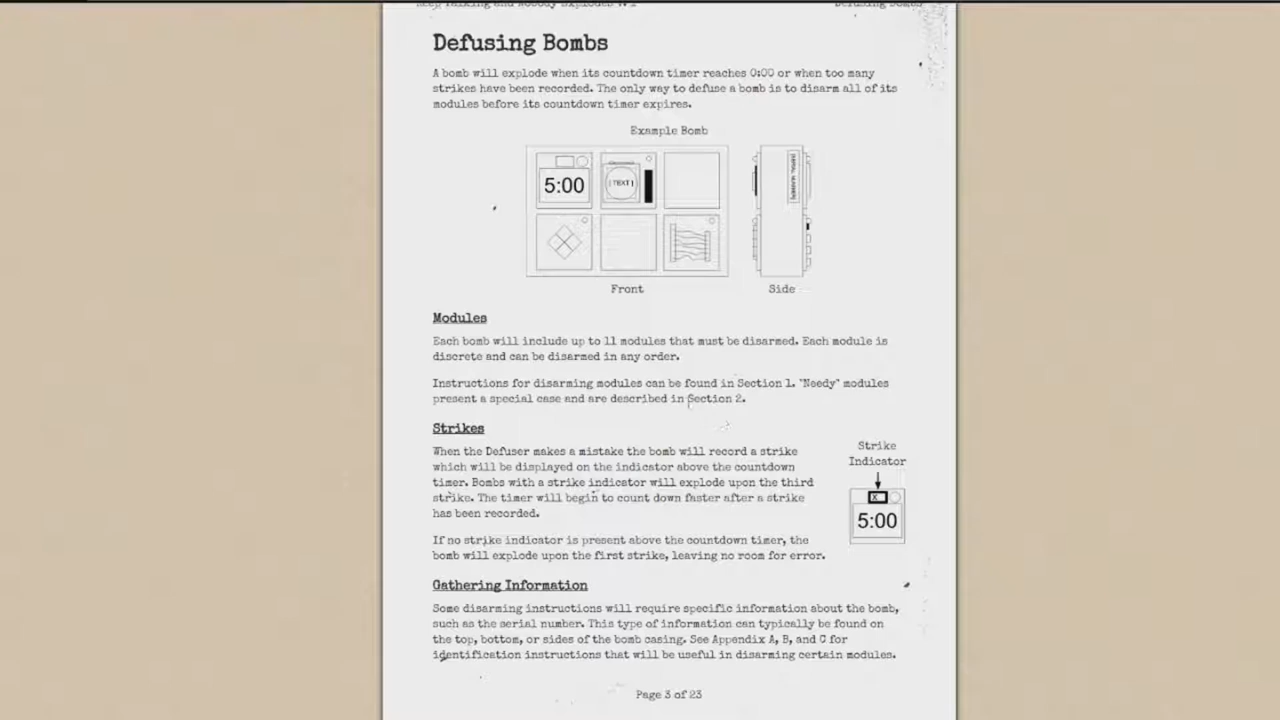 Keep Talking and Nobody Explodes v. 1
Defusing Bombs
Defusing Bombs
A bomb will explode when its countdown timer reaches 0:00 or when too many
strikes have been recorded. The only way to defuse a bomb is to disarm all of its
modules before its countdown timer expires.
Example Bomb
5:00
[TEXT]
Front
Side
Modules
Each bomb will include up to 11 modules that must be disarmed. Each module is
discrete and can be disarmed in any order.
Instructions for disarming modules can be found in Section 1. "Needy" modules
present a special case and are described in Section 2.
Strikes
When the Defuser makes a mistake the bomb will record a strike
which will be displayed on the indicator above the countdown
timer. Bombs with a strike indicator will explode upon the third
strike. The timer will begin to count down faster after a strike
has been recorded.
If no strike indicator is present above the countdown timer, the
bomb will explode upon the first strike, leaving no room for error.
Strike
Indicator
X
5:00
Gathering Information
Some disarming instructions will require specific information about the bomb,
such as the serial number. This type of information can typically be found on
the top, bottom, or sides of the bomb casing. See Appendix A, B, and C for
identification instructions that will be useful in disarming certain modules.
Page 3 of 23